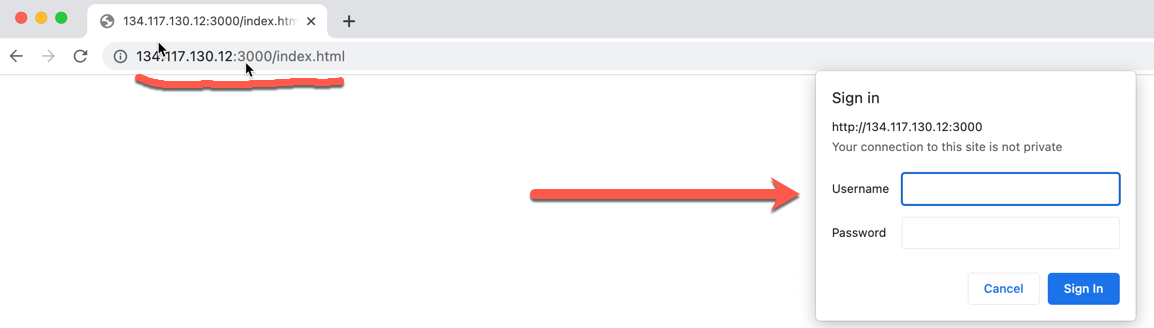 134.117.130.12:3000/index.htm
134.117.130.12:3000/index.html
Sign in
http://134.117.130.12:3000
Your connection to this site is not private
Username
Password
Cancel
Sign In